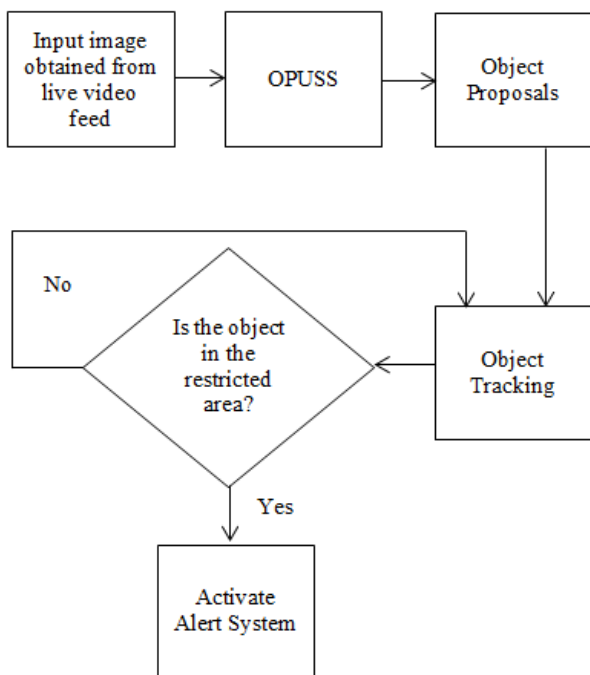 Input image
obtained from
live video
feed
OPUSS
Object
Proposals
No
Is the object
in the
restricted
area?
Object
Tracking
Yes
Activate
Alert System